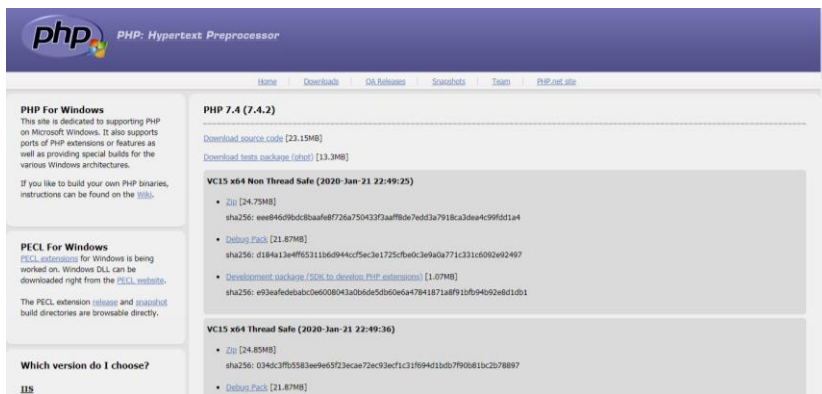 php
PHP: Hypertext Preprocessor
Home
Downloads
QA Releases
Snapshots
Team
PHP.net site
PHP For Windows
This site is dedicated to supporting PHP
on Microsoft Windows. It also supports
ports of PHP extensions or features as
well as providing special builds for the
various Windows architectures.
If you like to build your own PHP binaries,
instructions can be found on the Wiki.
PECL For Windows
PECL extensions for Windows is being
worked on. Windows DLL can be
downloaded right from the PECL website.
The PECL extension release and snapshot
build directories are browsable directly.
Which version do I choose?
IIS
PHP 7.4 (7.4.2)
Download source code [23.15MB]
Download tests package (phpt) [13.3MB]
VC15 x64 Non Thread Safe (2020-Jan-21 22:49:25)
Zip [24.75MB]
sha256: eee846d9bdc8baafe8f726a750433f3aaff8de7edd3a7918ca3dea4c99fdd1a4
Debug Pack [21.87MB]
sha256: d184a13e4ff65311b6d944ccf5ec3e1725cfbe0c3e9a0a771c331c6092e92497
Development package (SDK to develop PHP extensions) [1.07MB]
sha256: e93eafedebabc0e6008043a0b6de5db60e6a47841871a8f91bfb94b92e8d1db1
VC15 x64 Thread Safe (2020-Jan-21 22:49:36)
Zip [24.85MB]
sha256: 034dc3ffb5583ee9e65f23ecae72ec93ecf1c31f694d1bdb7f90b81bc2b78897
Debug Pack [21.87MB]